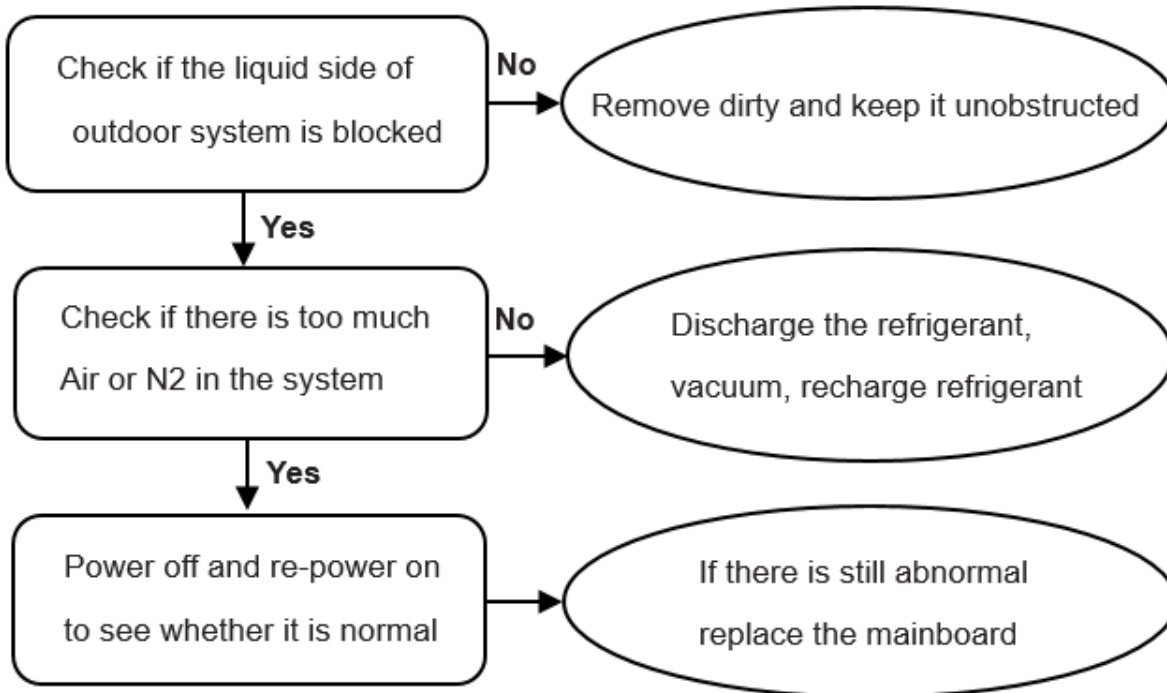 Check if the liquid side of
outdoor system is blocked
No
Remove dirty and keep it unobstructed
Yes
Check if there is too much
Air or N2 in the system
No
Discharge the refrigerant,
vacuum, recharge refrigerant
Yes
Power off and re-power on
to see whether it is normal
If there is still abnormal
replace the mainboard